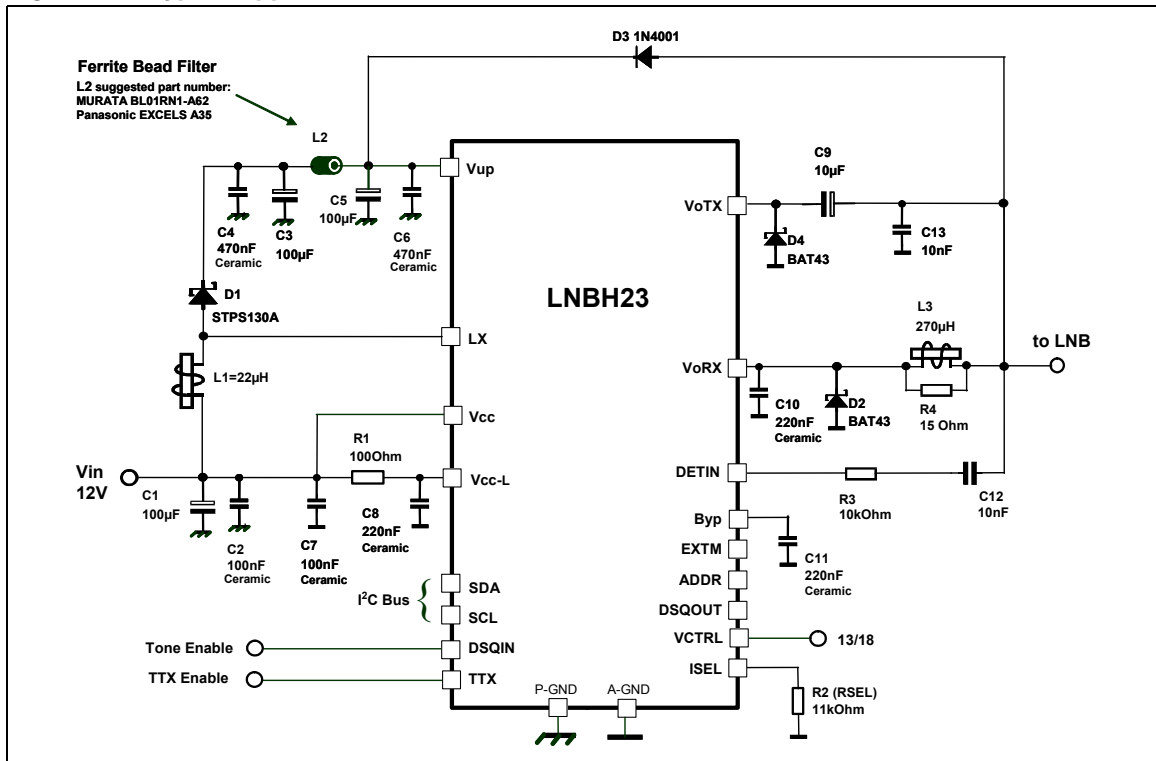 D3 1N4001
Ferrite Bead Filter
L2 suggested part number:
MURATA BL01RN1-A62
Panasonic EXCELS A35
L2
Vup
C9
10µF
VoTX
C4
470nF
Ceramic
C3
100µF
C5
100µF
C6
470nF
Ceramic
D4
BAT43
C13
10nF
LNBH23
D1
STPS130A
LX
L3
270µH
to LNB
VoRX
L1=22µH
C10
220nF
Ceramic
D2
BAT43
R4
15 Ohm
Vcc
R1
100Ohm
Vin
12V
Vcc-L
DETIN
C1
100µF
C2
100nF
Ceramic
C7
100nF
Ceramic
C8
220nF
Ceramic
R3
10kOhm
C12
10nF
Byp
EXTM
C11
220nF
Ceramic
ADDR
I²C Bus
SDA
SCL
DSQOUT
Tone Enable
DSQIN
VCTRL
13/18
TTX Enable
TTX
ISEL
P-GND
A-GND
R2 (RSEL)
11kOhm